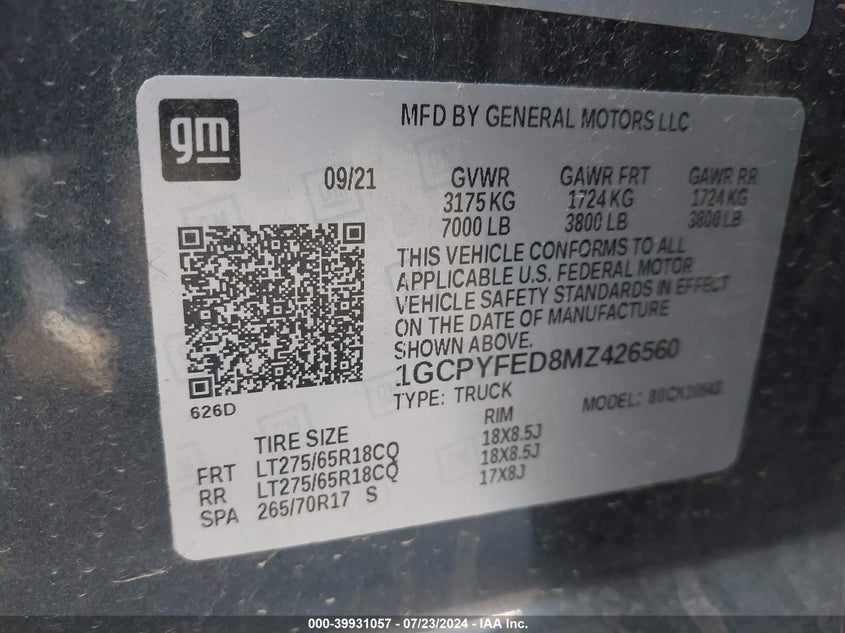 gm
MFD BY GENERAL MOTORS LLC
09/21 GVWR GAWR FRT GAWR RR
3175 KG 1724 KG 1724 KG
7000 LB 3800 LB 3800 LB
THIS VEHICLE CONFORMS TO ALL
APPLICABLE U.S. FEDERAL MOTOR
VEHICLE SAFETY STANDARDS IN EFFECT
ON THE DATE OF MANUFACTURE
SHOWN ABOVE.
1GCPYFED8MZ426560
626D
TYPE: TRUCK MODEL:
TIRE SIZE RIM
FRT LT275/65R18CQ 18X8.5J
RR LT275/65R18CQ 18X8.5J
SPA 265/70R17 S 17X8J
000-39931057 - 07/23/2024 - IAA Inc.